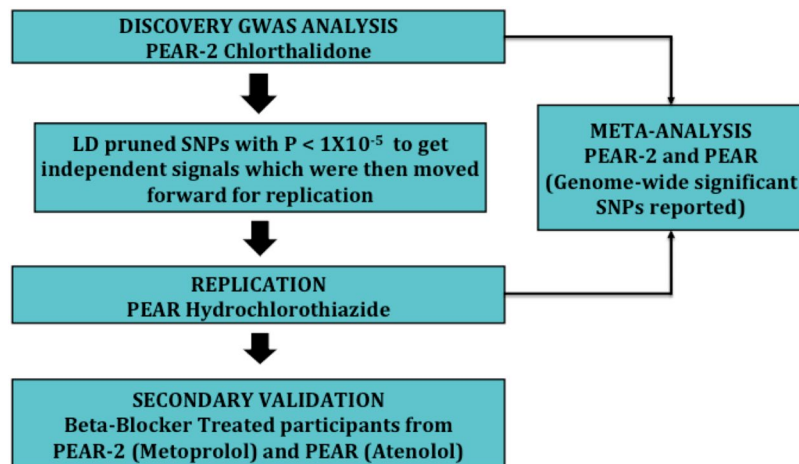 DISCOVERY GWAS ANALYSIS
PEAR-2 Chlorthalidone
LD pruned SNPs with P < 1X10⁻⁵ to get
independent signals which were then moved
forward for replication
META-ANALYSIS
PEAR-2 and PEAR
(Genome-wide significant
SNPs reported)
REPLICATION
PEAR Hydrochlorothiazide
SECONDARY VALIDATION
Beta-Blocker Treated participants from
PEAR-2 (Metoprolol) and PEAR (Atenolol)